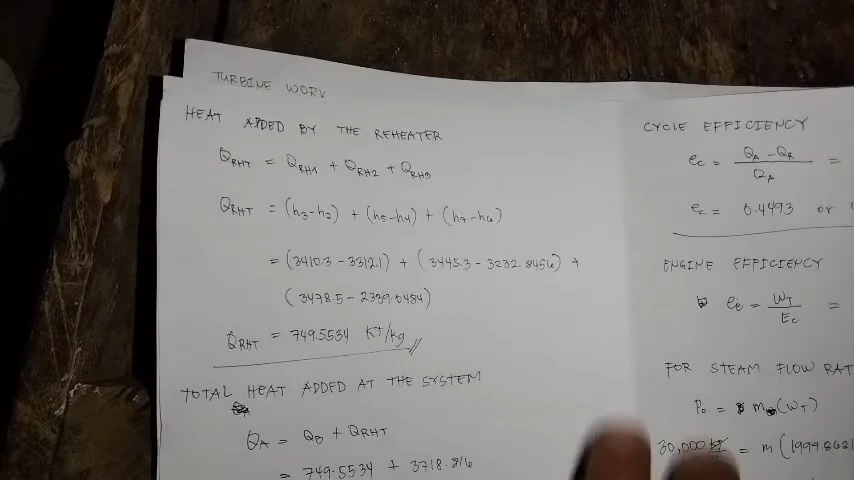 TURBINE WORK
HEAT ADDED BY THE REHEATER
QRHT = QRH1 + QRH2 + QRH3
QRHT = (h3-h2) + (h5-h4) + (h7-h6)
= (3410.3 - 3312.1) + (3445.3 - 3232.8456) +
(3478.5 - 2339.0484)
QRHT = 749.5534 KJ/kg
TOTAL HEAT ADDED AT THE SYSTEM
QA = QB + QRHT
= 749.5534 + 3718.816
CYCLE EFFICIENCY
ec = QA - QR / QA =
ec = 0.4493 or
ENGINE EFFICIENCY
ee = WT / Ec =
FOR STEAM FLOW RAT
Po = m (WT)
30,000 = m (1999.8621